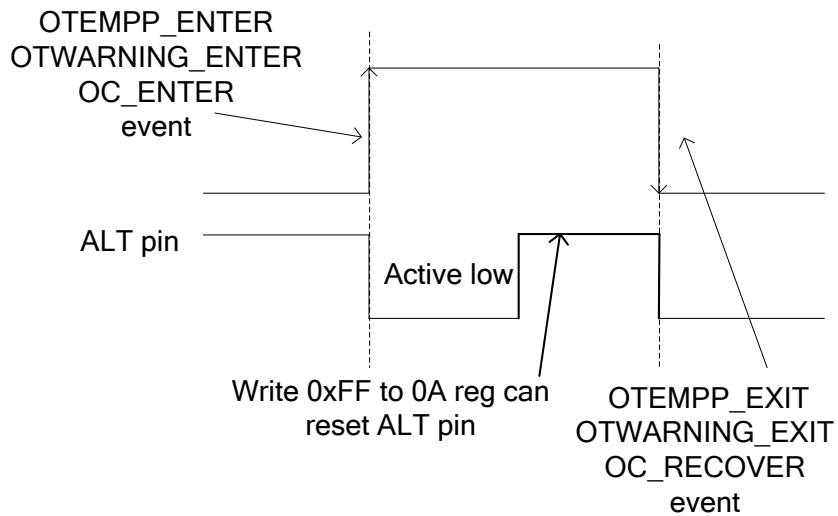 OTEMPP_ENTER
OTWARNING_ENTER
OC_ENTER
event
ALT pin
Active low
Write 0xFF to 0A reg can
reset ALT pin
OTEMPP_EXIT
OTWARNING_EXIT
OC_RECOVER
event